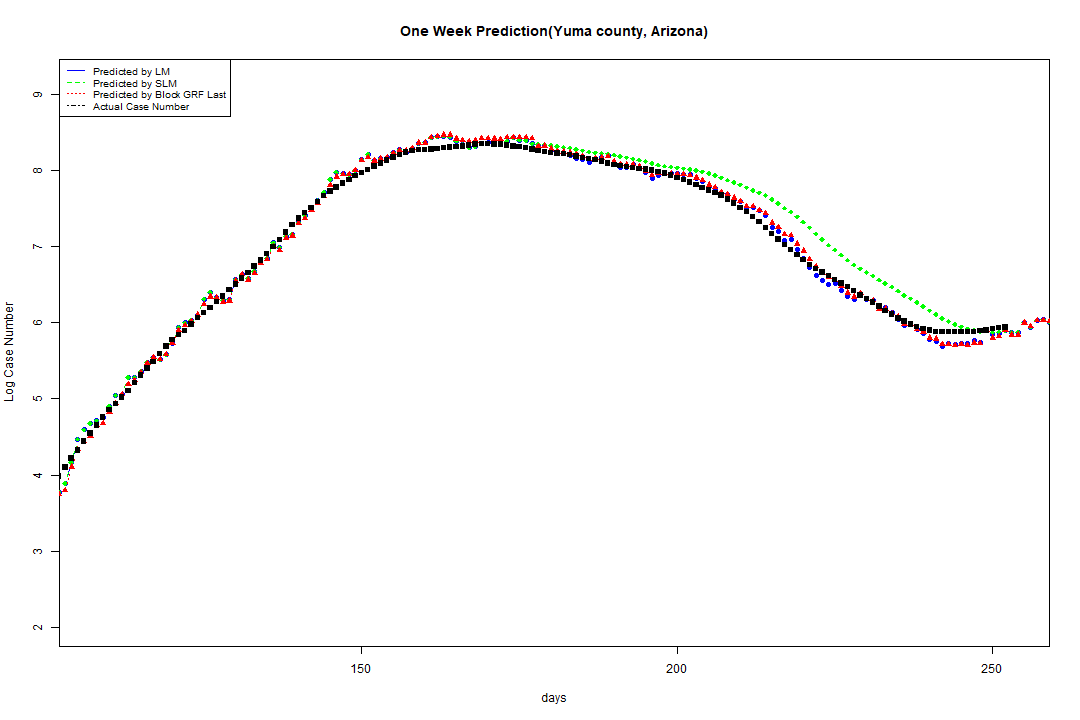 One Week Prediction(Yuma county, Arizona)
Predicted by LM
Predicted by SLM
Predicted by Block GRF Last
Actual Case Number
Log Case Number
9
8
7
6
5
4
3
2
150
200
250
days